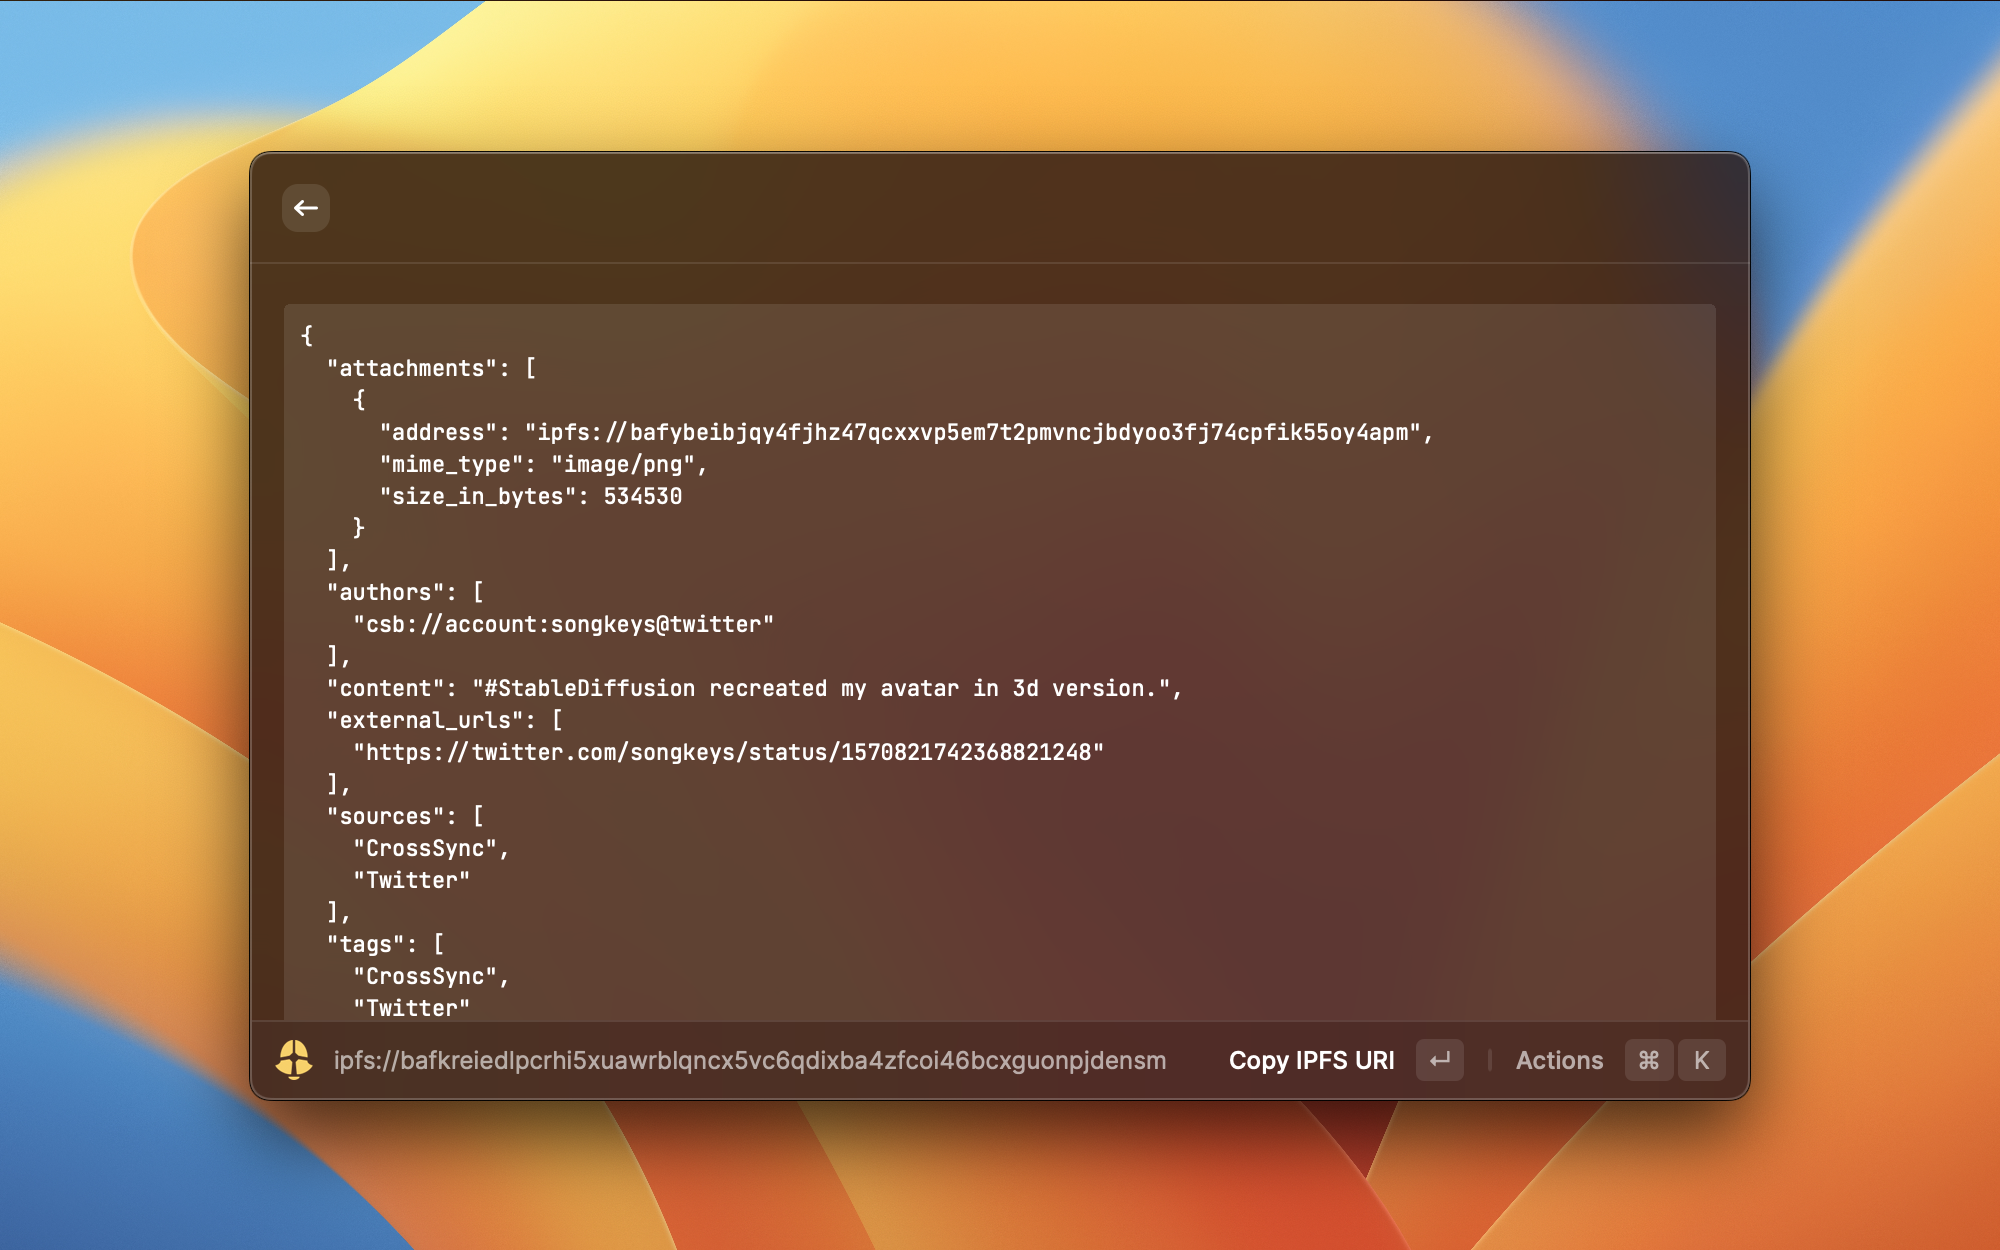 {
  "attachments": [
    {
      "address": "ipfs://bafybeibjqy4fjhz47qcxxvp5em7t2pmvncjbdyoo3fj74cpfik55oy4apm",
      "mime_type": "image/png",
      "size_in_bytes": 534530
    }
  ],
  "authors": [
    "csb://account:songkeys@twitter"
  ],
  "content": "#StableDiffusion recreated my avatar in 3d version.",
  "external_urls": [
    "https://twitter.com/songkeys/status/1570821742368821248"
  ],
  "sources": [
    "CrossSync",
    "Twitter"
  ],
  "tags": [
    "CrossSync",
    "Twitter"
ipfs://bafkreiedlpcrhi5xuawrblqncx5vc6qdixba4zfcoi46bcxguonpjdensm Copy IPFS URI ↵ | Actions ⌘ K